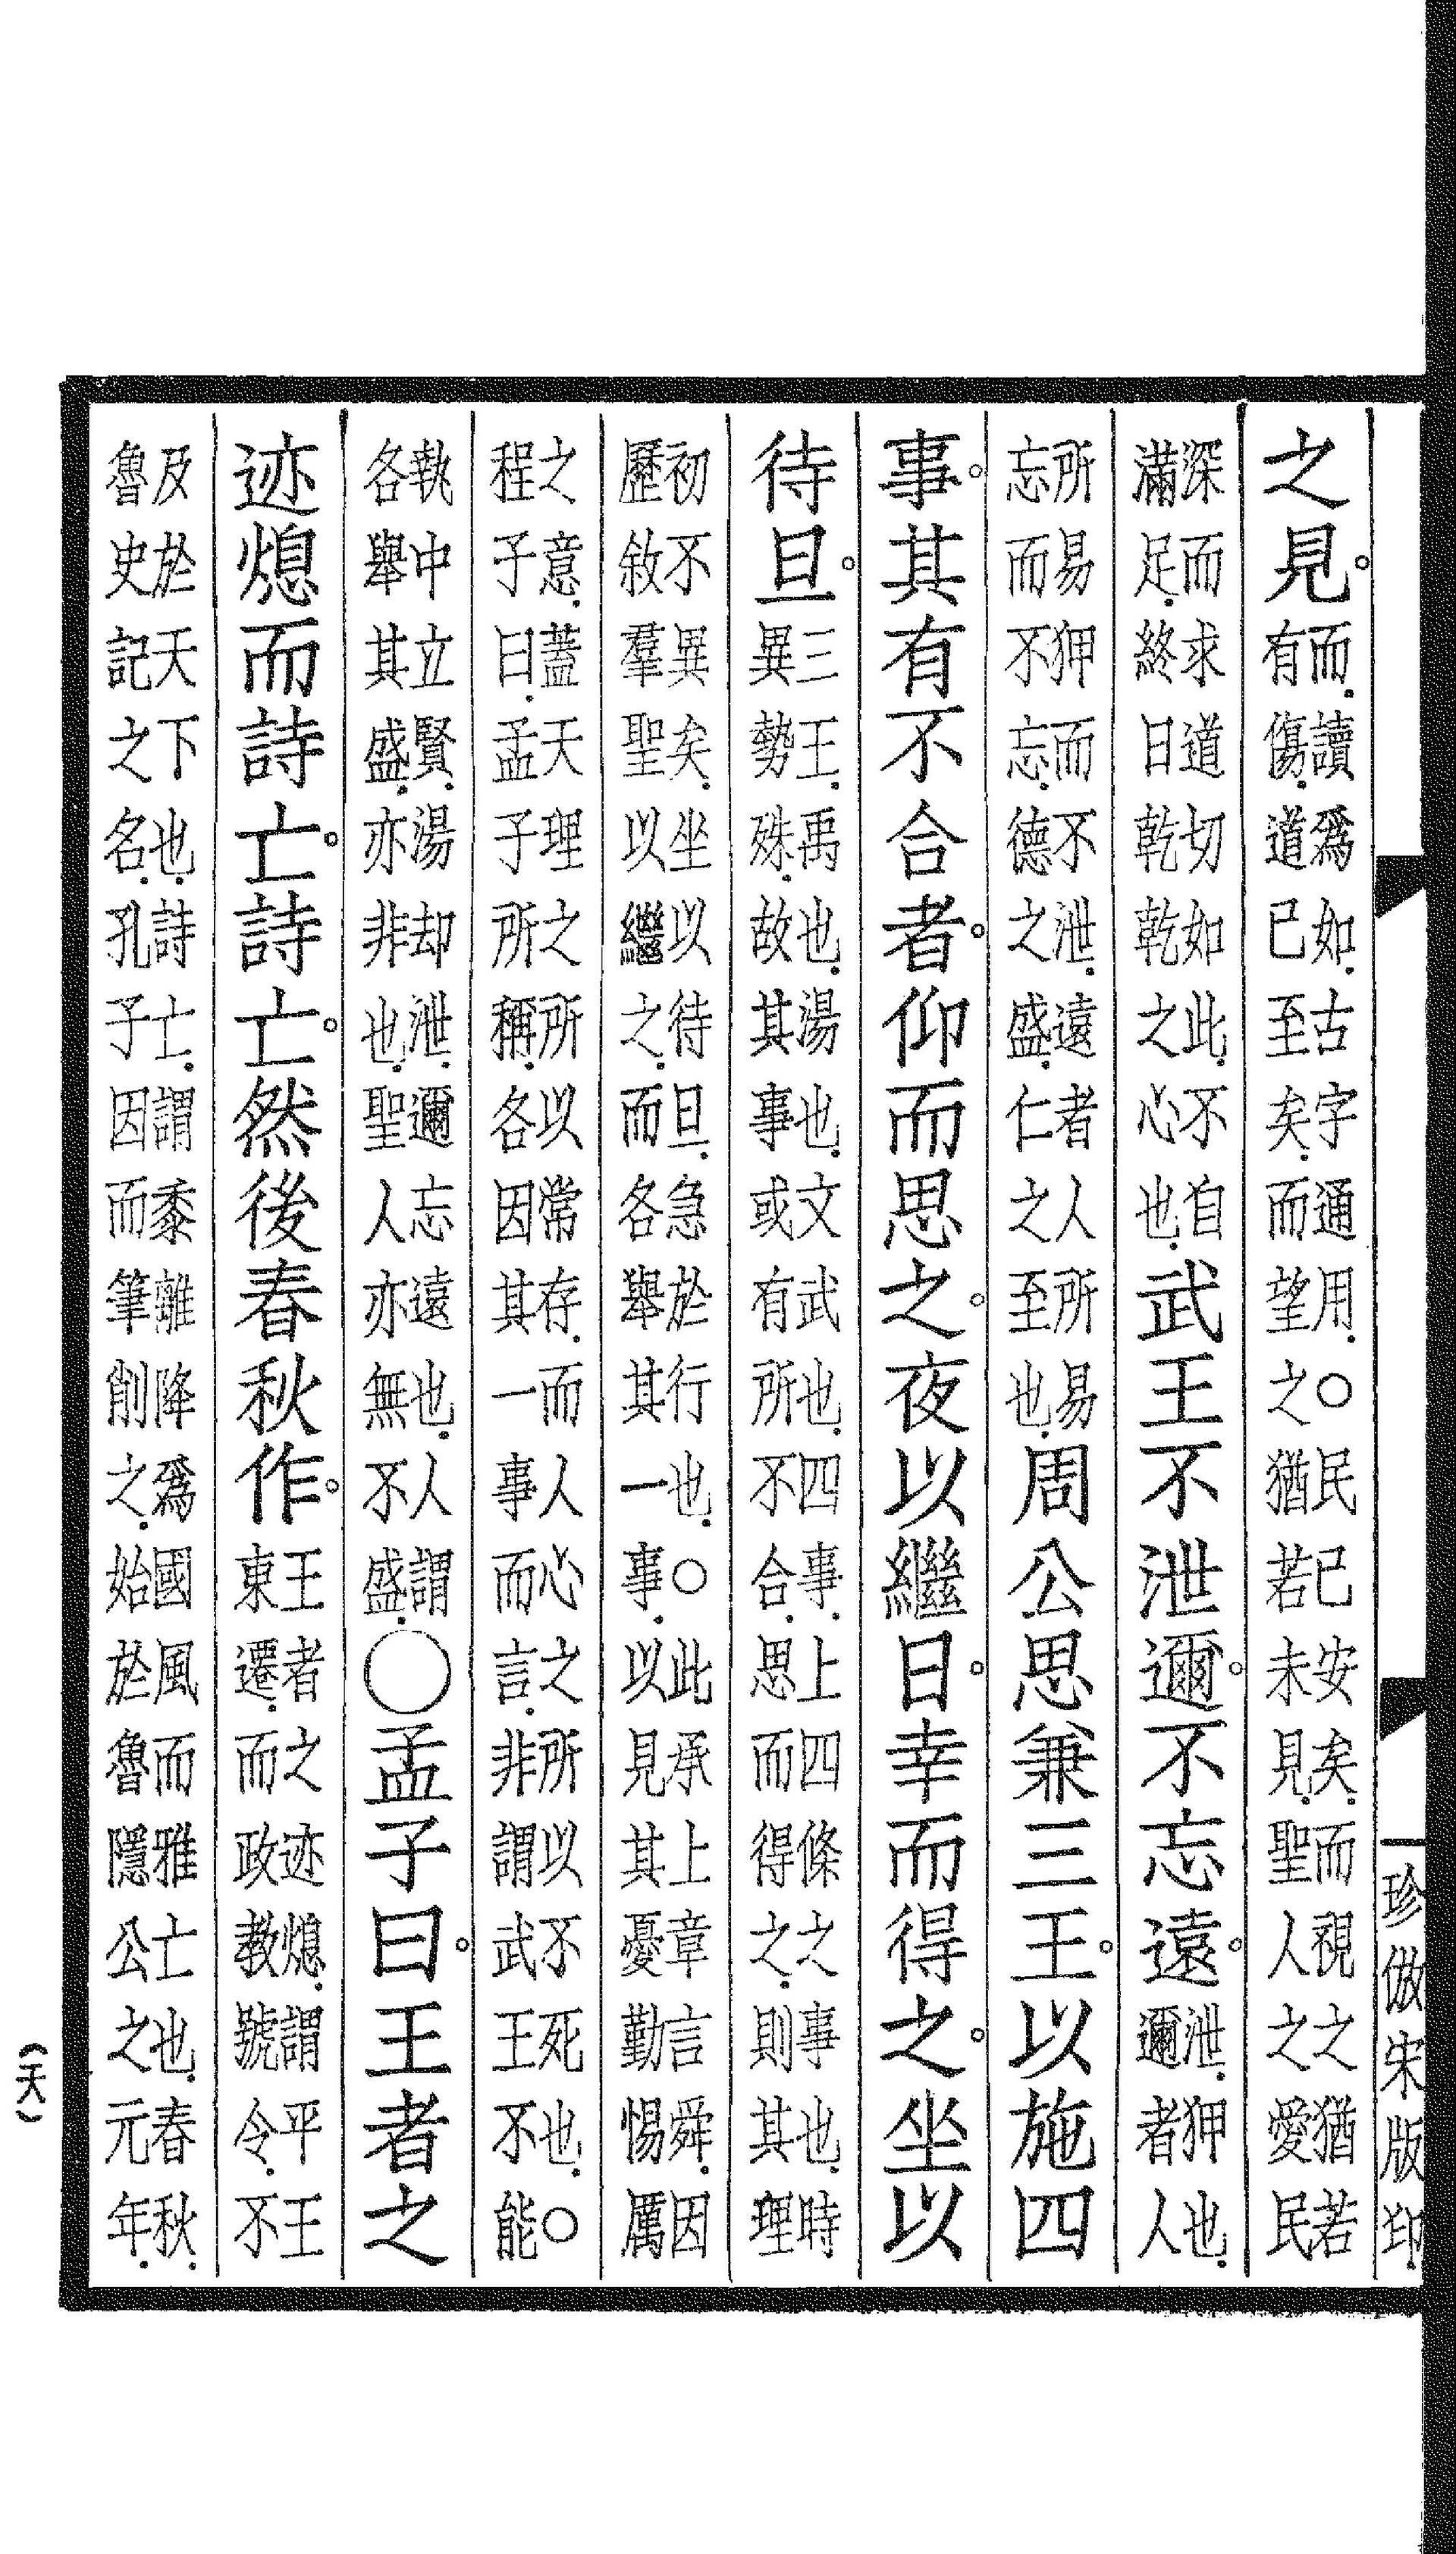 珍倣宋版印
之見。而.讀爲如.古字通用.○民已安矣.而視之猶若
有傷.道已至矣.而望之猶若未見.聖人之愛民
深而求道切如此.不自
滿足.終日乾乾之心也.武王不泄邇。不忘遠。泄.狎也.
邇者人
所易狎而不泄.遠者人所易
忘而不忘.德之盛.仁之至也.周公思兼三王。以施四
事。其有不合者。仰而思之。夜以繼日。幸而得之。坐以
待旦。三王.禹也.湯也.文武也.四事.上四條之事也.時
異勢殊.故其事或有所不合.思而得之.則其理
初不異矣.坐以待旦.急於行也.○此承上章言舜.因
歷敘羣聖以繼之.而各舉其一事.以見其憂勤惕厲
之意.蓋天理之所以常存.而人心之所以不死也.○
程子曰.孟子所稱各因其一事而言.非謂武王不能
執中立賢.湯却泄.邇忘遠也.人謂
各舉其盛.亦非也.聖人亦無不盛.○孟子曰。王者之
迹熄而詩亡。詩亡。然後春秋作。王者之迹熄.謂平王
東遷.而政教號令.不
及於天下也.詩亡.謂黍離降爲國風而雅亡也.春秋.
魯史記之名.孔子因而筆削之.始於魯隱公之元年.
(天)